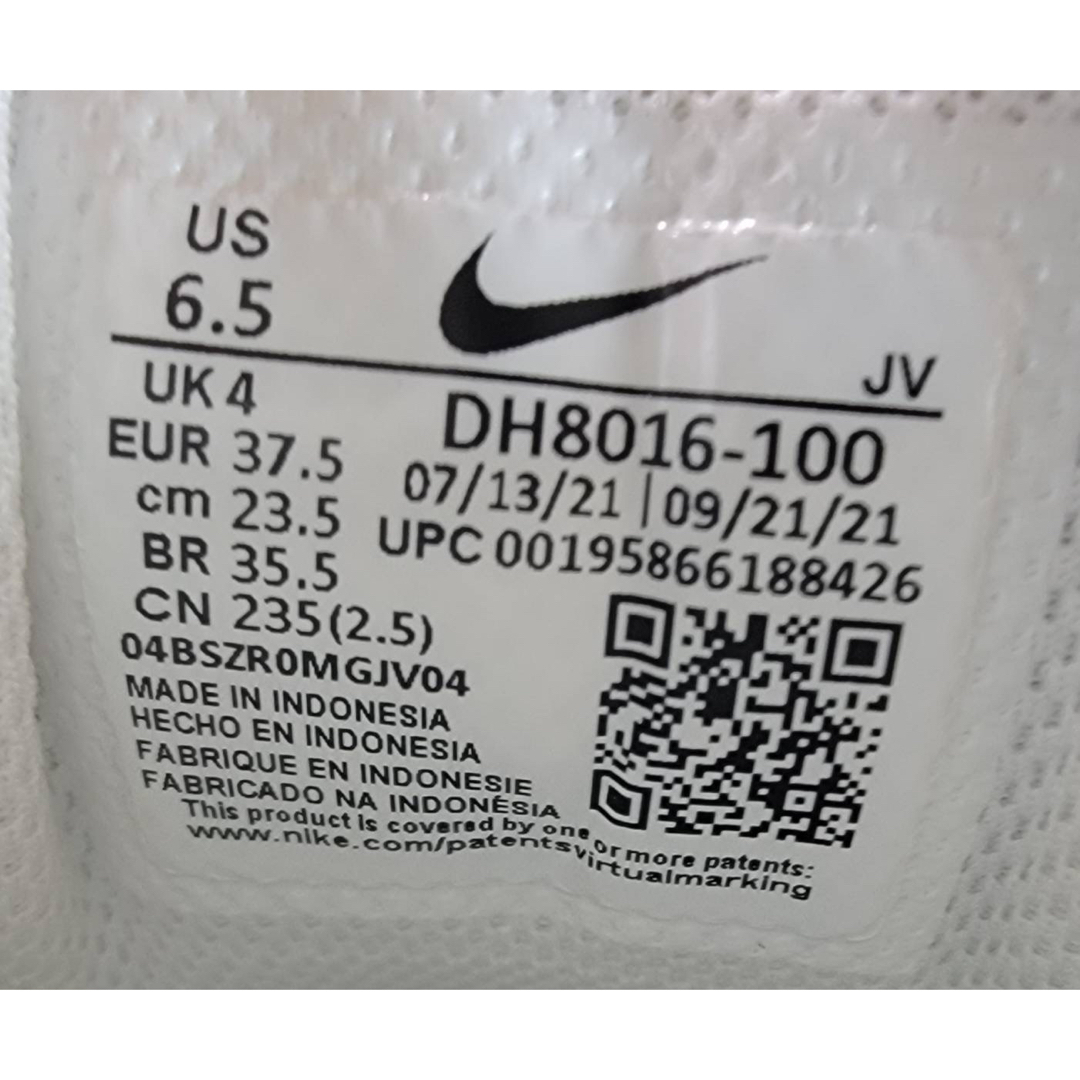 US
6.5
JV
UK 4
EUR 37.5
cm 23.5
BR 35.5
CN 235(2.5)
DH8016-100
07/13/21 | 09/21/21
UPC 00195866188426
04BSZR0MGJV04
MADE IN INDONESIA
HECHO EN INDONESIA
FABRIQUE EN INDONESIE
FABRICADO NA INDONÉSIA
This product is covered by one or more patents:
www.nike.com/patentsvirtualmarking